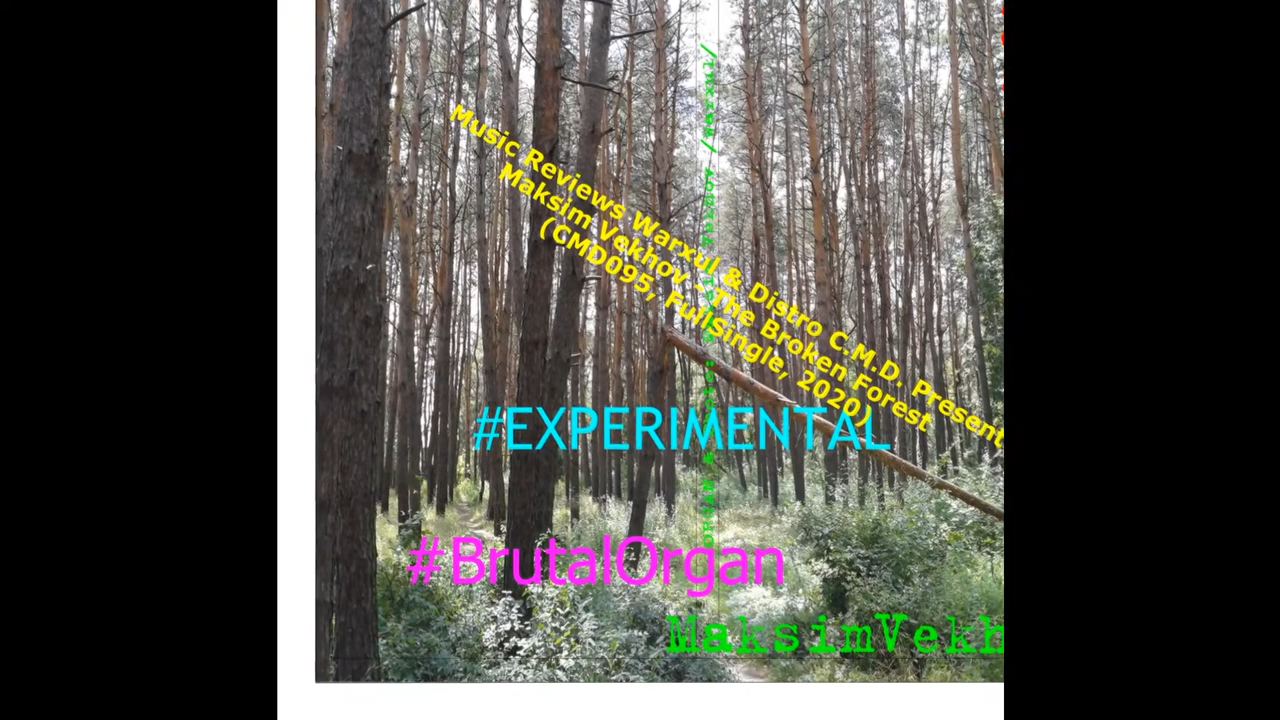 Music Reviews Warxul & Distro C.M.D. Present
Maksim Vekhov - The Broken Forest
(CMD095, FullSingle, 2020)
#EXPERIMENTAL
#BrutalOrgan
MaksimVekh